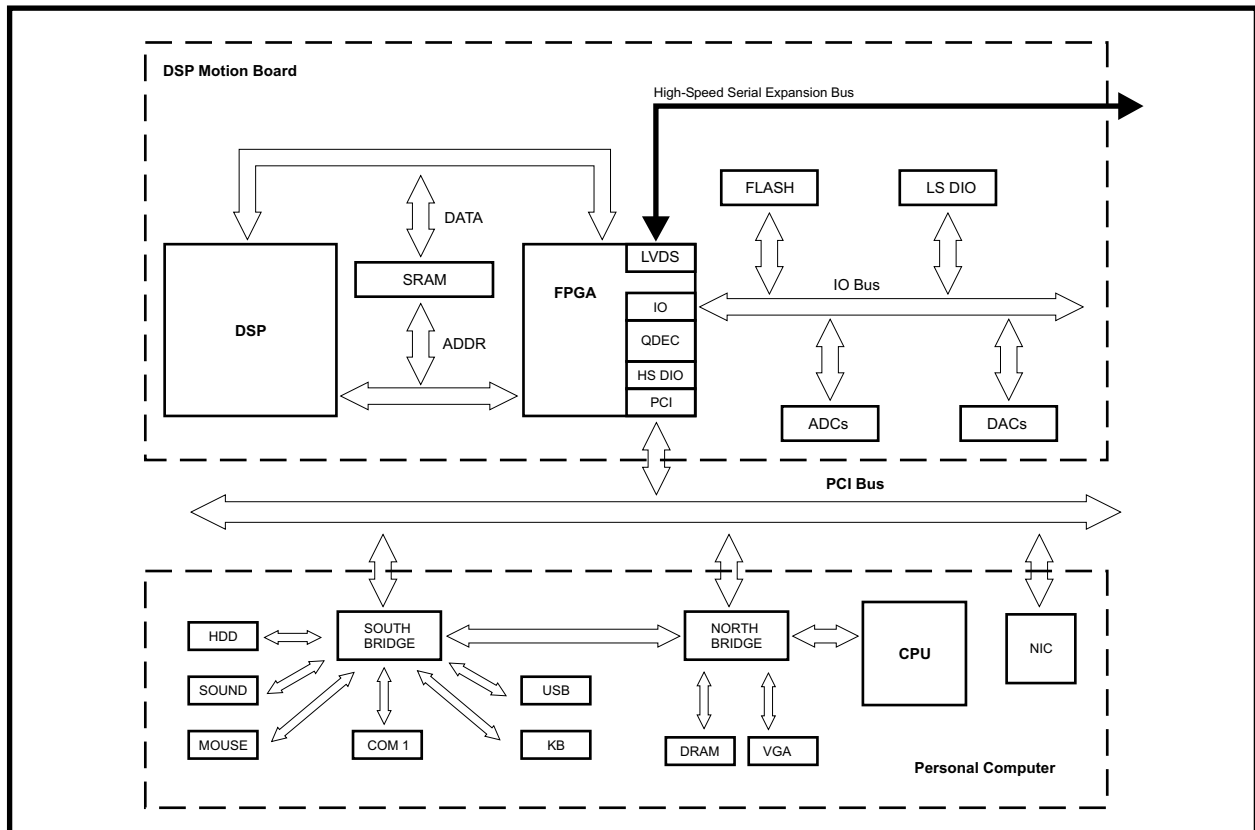 DSP Motion Board
High-Speed Serial Expansion Bus
FLASH
LS DIO
DATA
LVDS
SRAM
FPGA
IO Bus
IO
DSP
QDEC
ADDR
HS DIO
PCI
ADCs
DACs
PCI Bus
HDD
SOUTH
BRIDGE
NORTH
BRIDGE
CPU
NIC
SOUND
USB
MOUSE
COM 1
KB
DRAM
VGA
Personal Computer